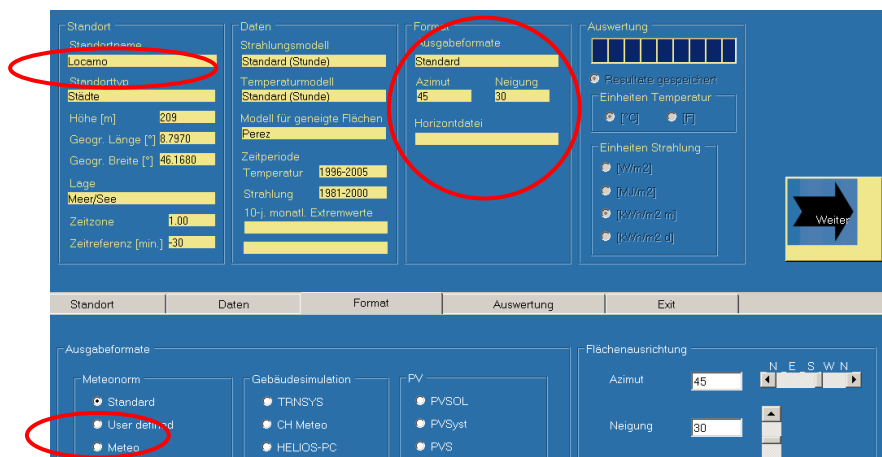 Standort
Standortname
Locarno
Standorttyp
Städte
Höhe [m] 209
Geogr. Länge [°] 8.7970
Geogr. Breite [°] 46.1680
Lage
Meer/See
Zeitzone 1.00
Zeitreferenz [min.] -30
Daten
Strahlungsmodell
Standard (Stunde)
Temperaturmodell
Standard (Stunde)
Modell für geneigte Flächen
Perez
Zeitperiode
Temperatur 1996-2005
Strahlung 1981-2000
10-j. monatl. Extremwerte
Format
Ausgabeformate
Standard
Azimut Neigung
45 30
Horizontdatei
Auswertung
Resultate gespeichert
Einheiten Temperatur
[°C] [F]
Einheiten Strahlung
[W/m2]
[MJ/m2]
[kWh/m2 m]
[kWh/m2 d]
Weiter
Standort Daten Format Auswertung Exit
Ausgabeformate
Meteonorm
Standard
User defined
Meteo
Gebäudesimulation
TRNSYS
CH Meteo
HELIOS-PC
PV
PVSOL
PVSyst
PVS
Flächenausrichtung
N E S W N
Azimut 45
Neigung 30